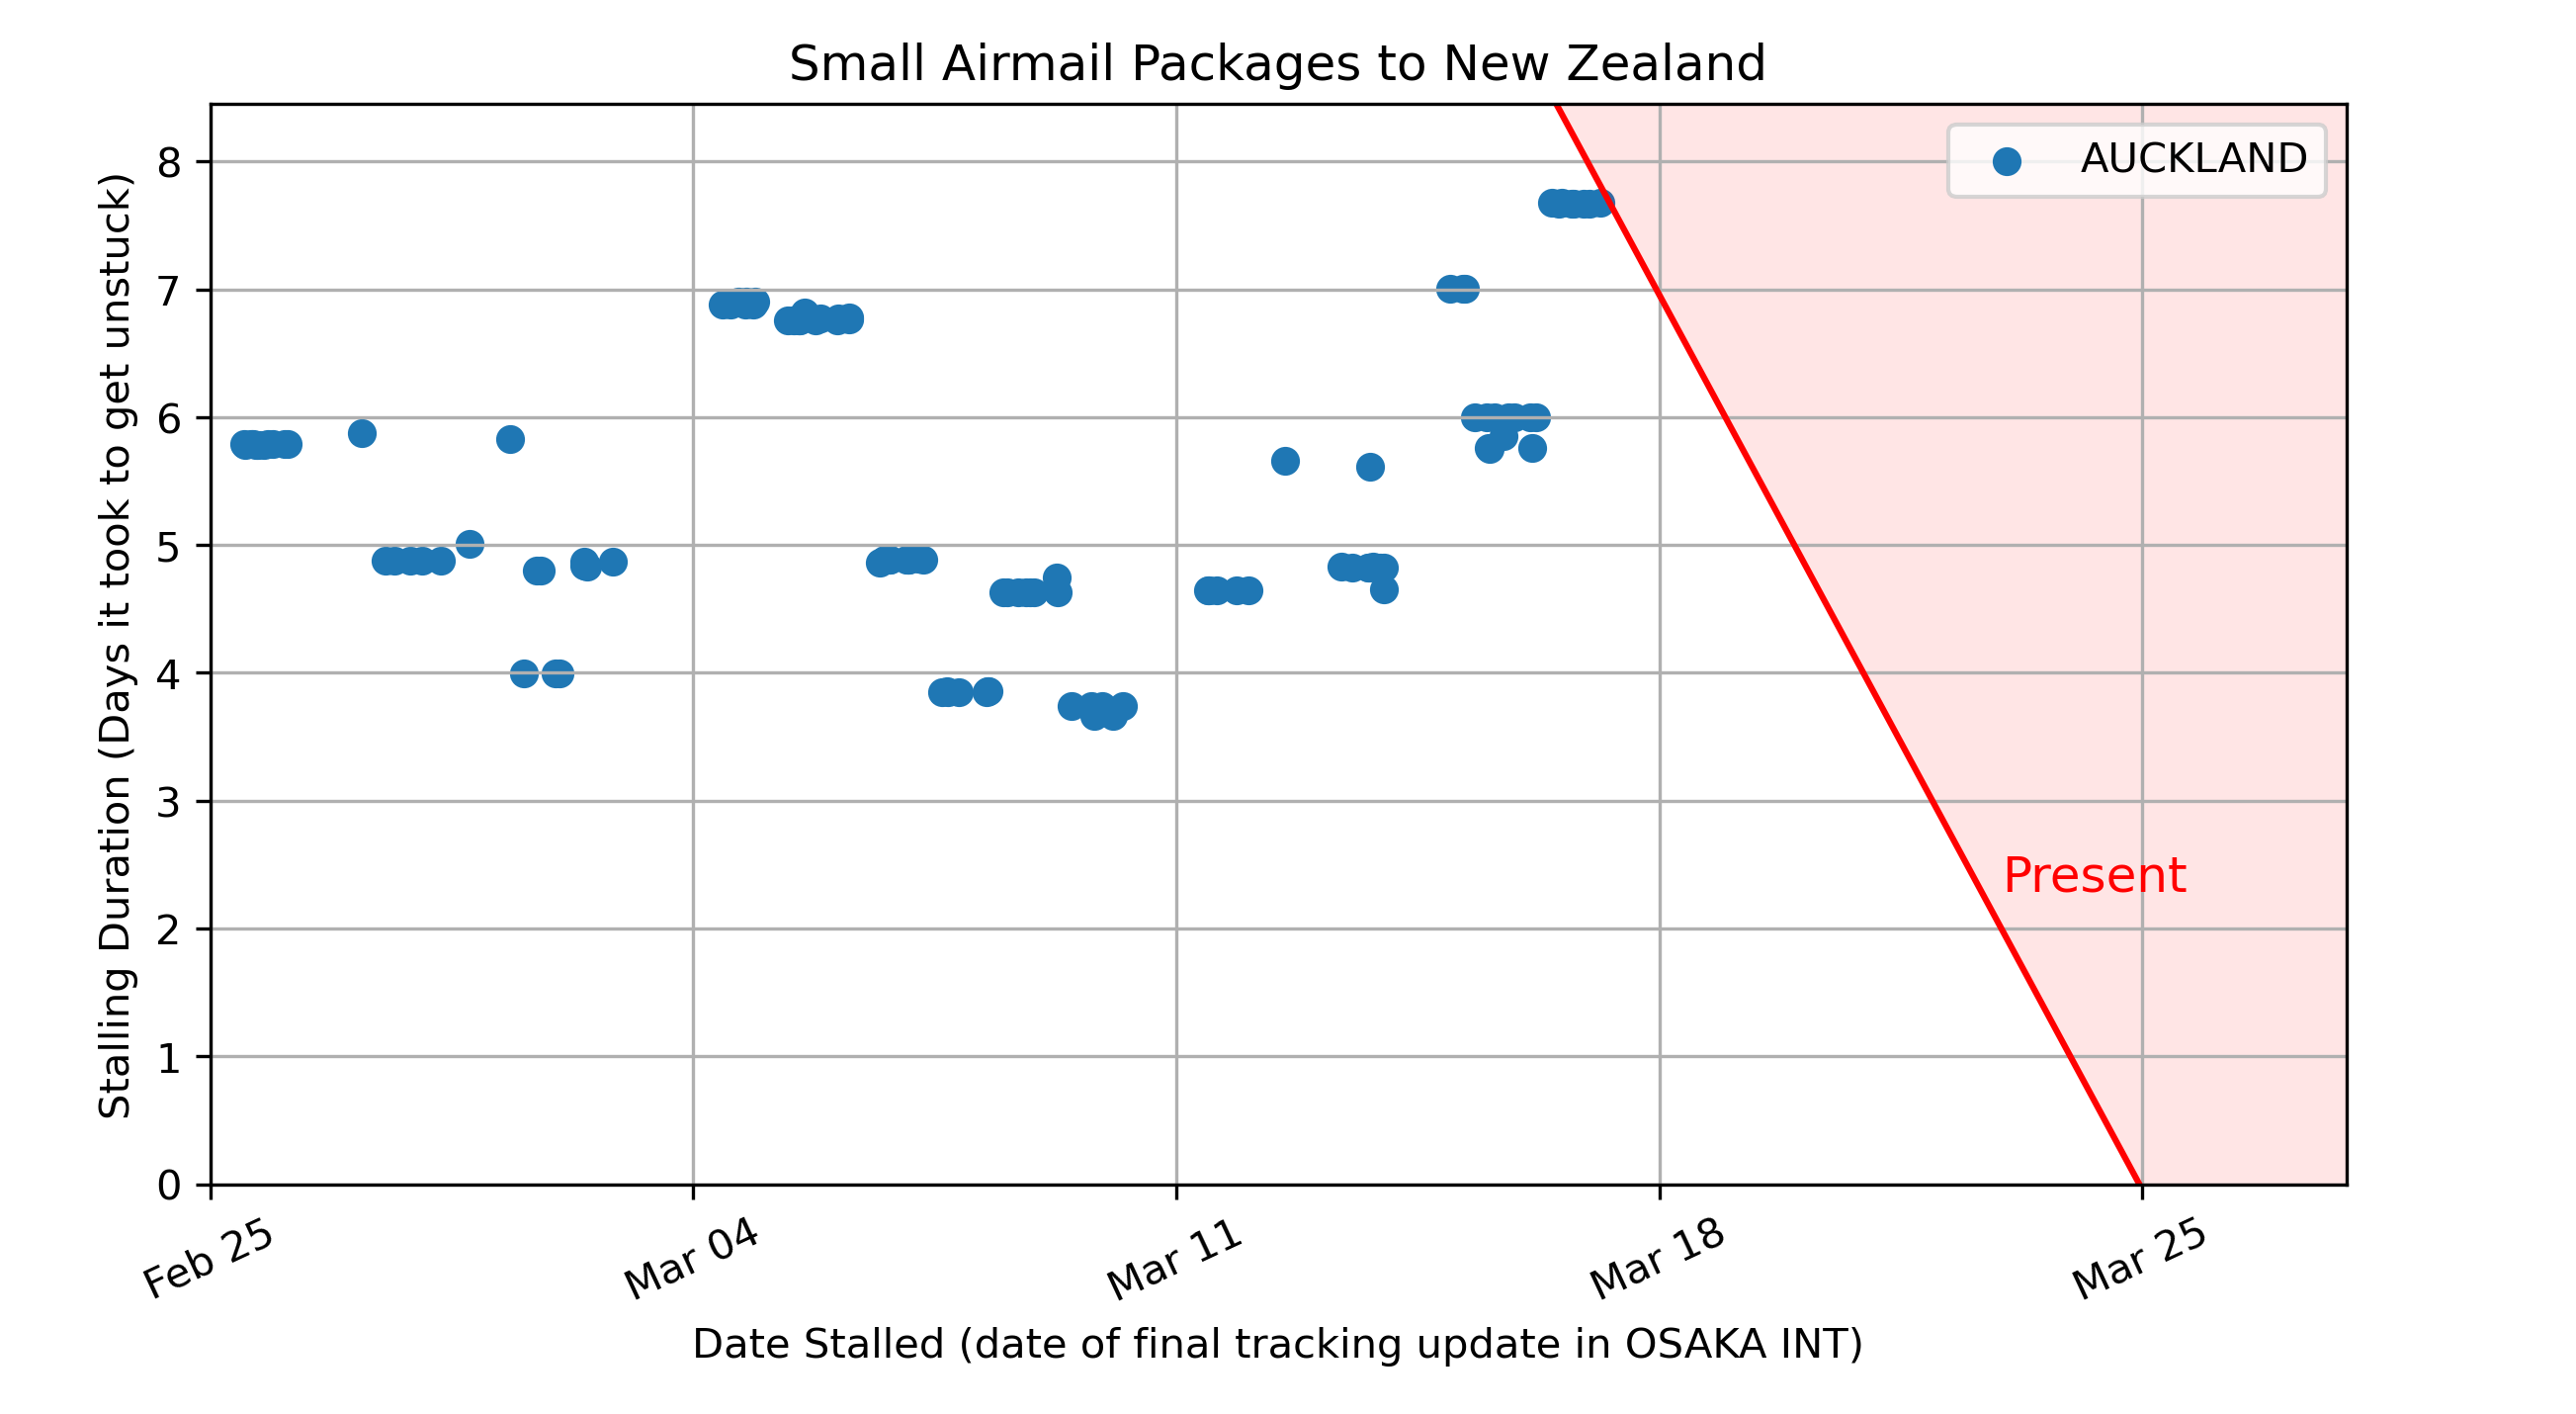 Small Airmail Packages to New Zealand
Stalling Duration (Days it took to get unstuck)
8
7
6
5
4
3
2
1
0
AUCKLAND
Present
Feb 25
Mar 04
Mar 11
Mar 18
Mar 25
Date Stalled (date of final tracking update in OSAKA INT)